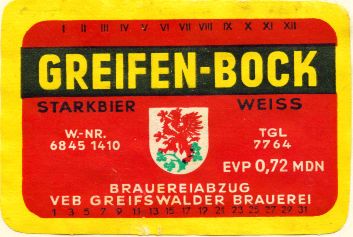 I II III IV V VI VII VIII IX X XI XII
GREIFEN-BOCK
STARKBIER WEISS
W.-NR. TGL
6845 1410 7764
EVP 0,72 MDN
BRAUEREIABZUG
VEB GREIFSWALDER BRAUEREI
1 3 5 7 9 11 13 15 17 19 21 23 25 27 29 31